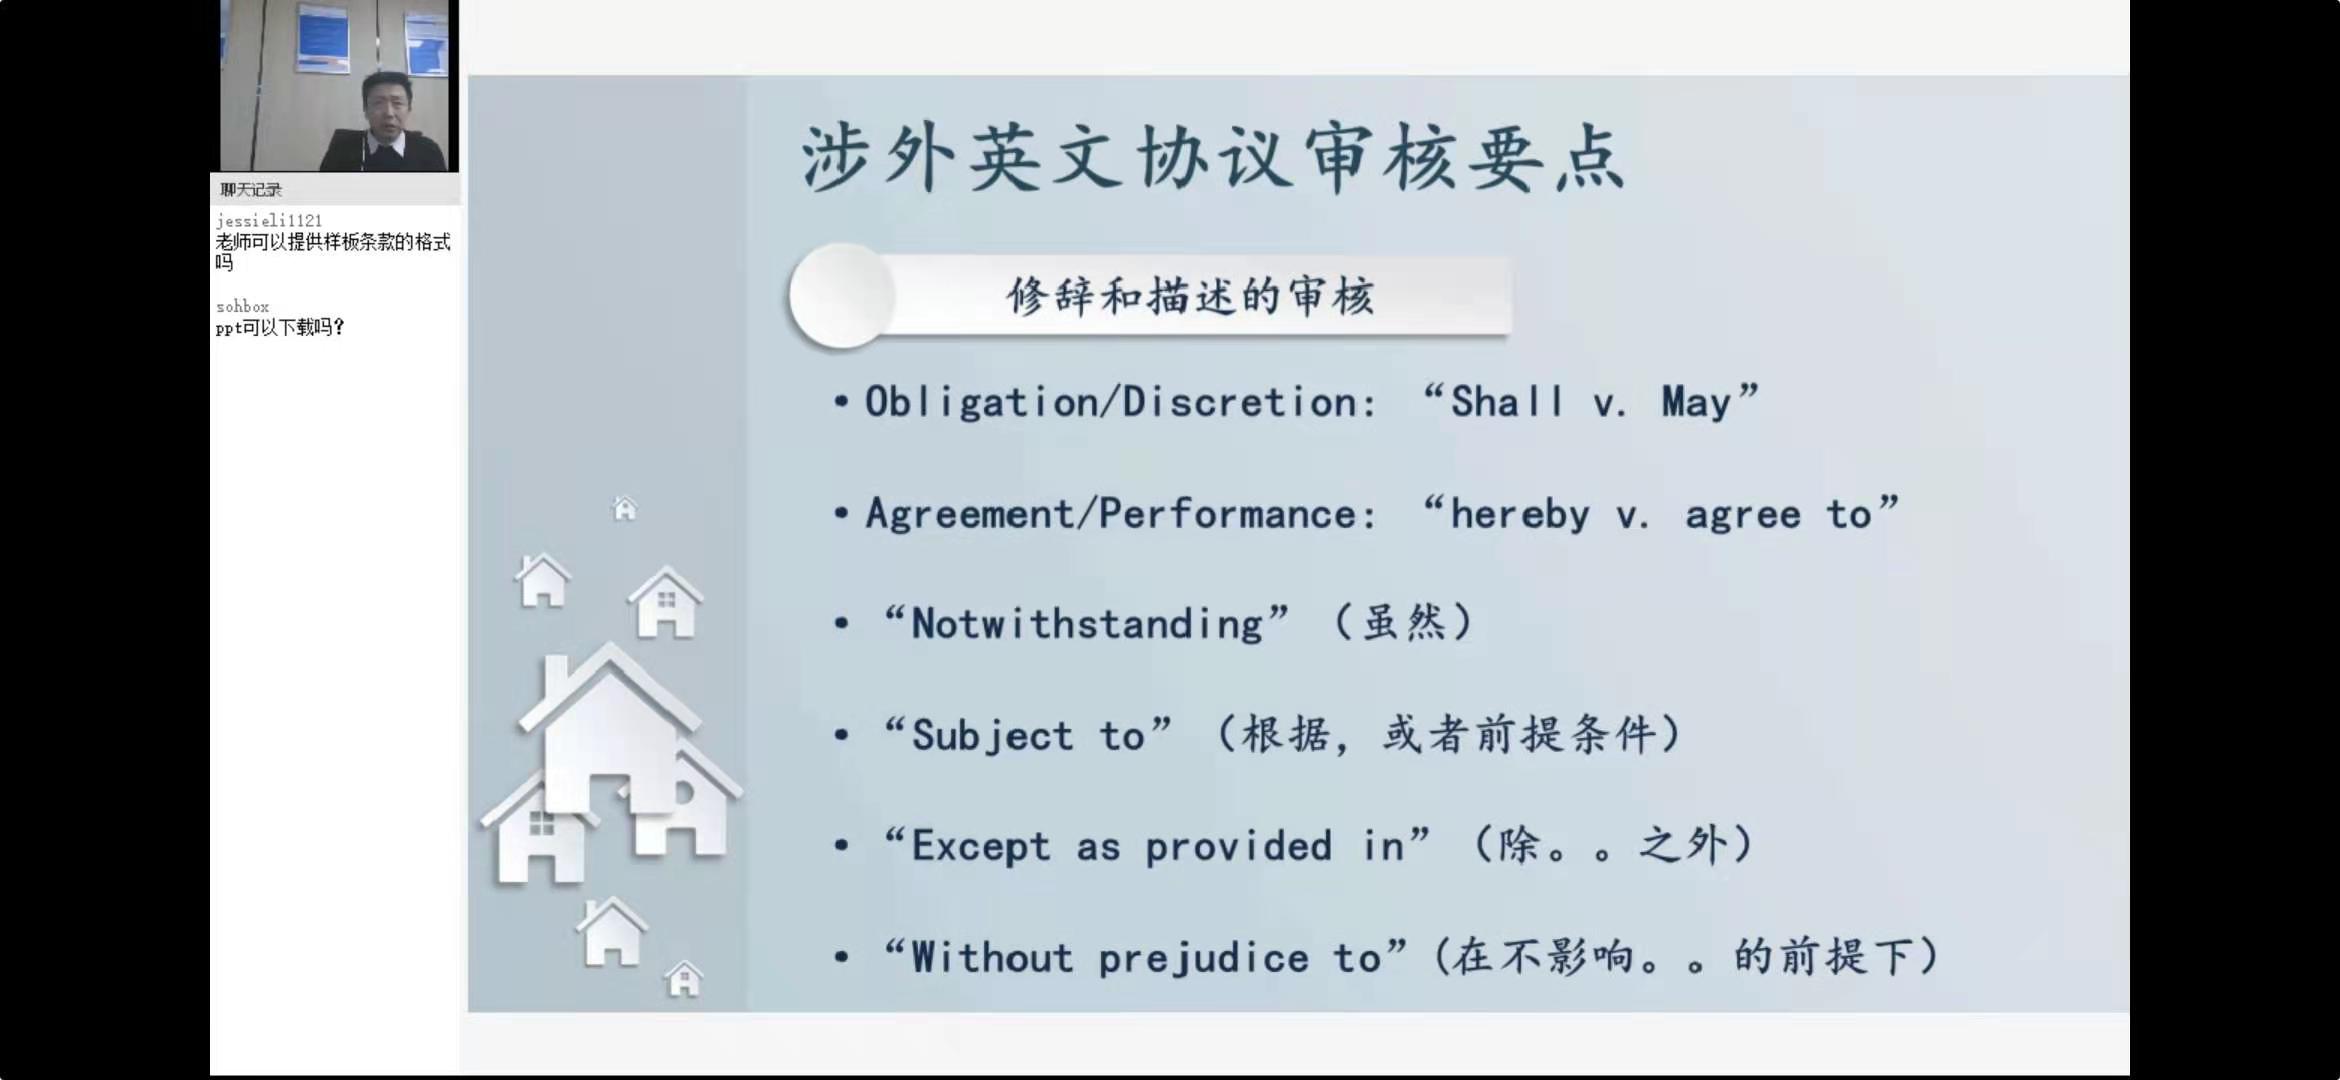 聊天记录
jessieli1121
老师可以提供样板条款的格式
吗
sohbox
ppt可以下载吗?
涉外英文协议审核要点
修辞和描述的审核
•Obligation/Discretion: “Shall v. May”
•Agreement/Performance: “hereby v. agree to”
• “Notwithstanding”（虽然）
• “Subject to”（根据，或者前提条件）
• “Except as provided in”（除。。之外）
• “Without prejudice to”(在不影响。。的前提下）